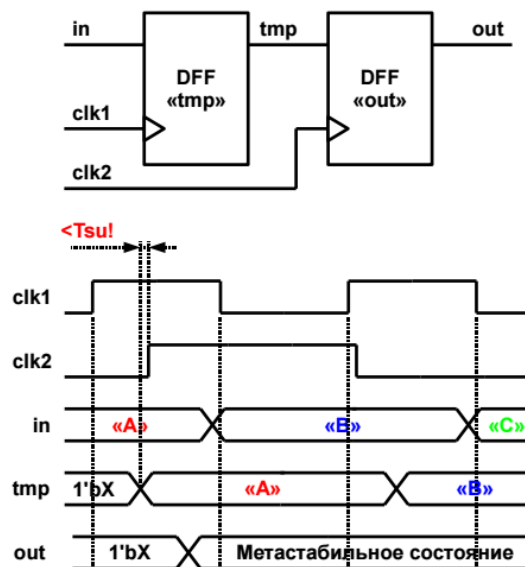 in tmp out
DFF DFF
«tmp» «out»
clk1
clk2
<Tsu!
clk1
clk2
in «A» «B» «C»
tmp 1'bX «A» «B»
out 1'bX Метастабильное состояние